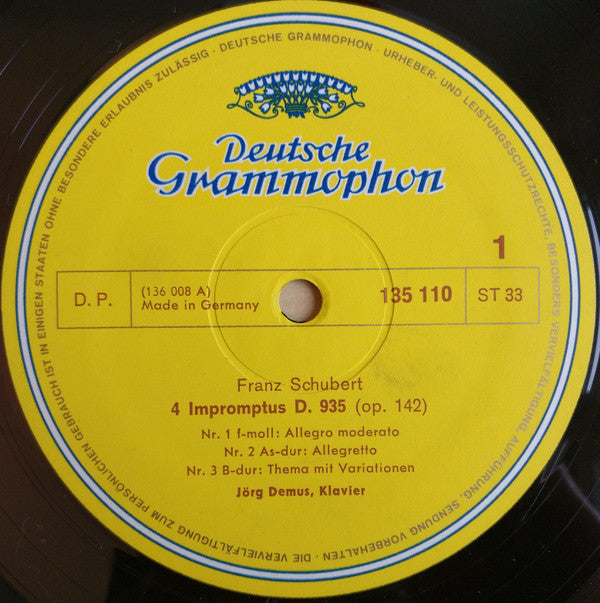 Deutsche
Grammophon
1
D. P.
(136 008 A)
Made in Germany
135 110
ST 33
Franz Schubert
4 Impromptus D. 935 (op. 142)
Nr. 1 f-moll: Allegro moderato
Nr. 2 As-dur: Allegretto
Nr. 3 B-dur: Thema mit Variationen
Jörg Demus, Klavier
DEUTSCHE GRAMMOPHON · URHEBER- UND LEISTUNGSSCHUTZRECHTE, BESONDERS VERVIELFÄLTIGUNG, AUFFÜHRUNG, SENDUNG VORBEHALTEN · DIE VERVIELFÄLTIGUNG ZUM PERSÖNLICHEN GEBRAUCH IST IN EINIGEN STAATEN OHNE BESONDERE ERLAUBNIS ZULÄSSIG ·